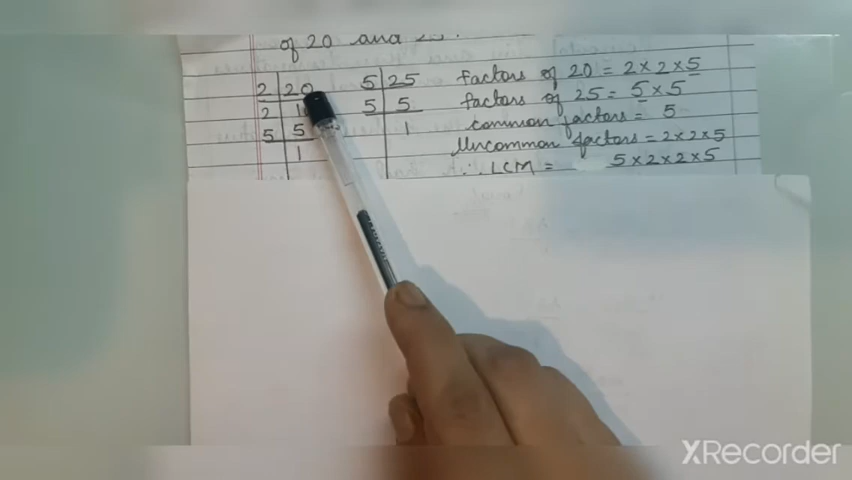 of 20 and
2 20 5 25 Factors of 20 = 2 × 2 × 5
2 5 5 factors of 25 = 5 × 5
5 5 1 common factors = 5
1 Uncommon factors = 2 × 2 × 5
∴ LCM = 5 × 2 × 2 × 5
XRecorder